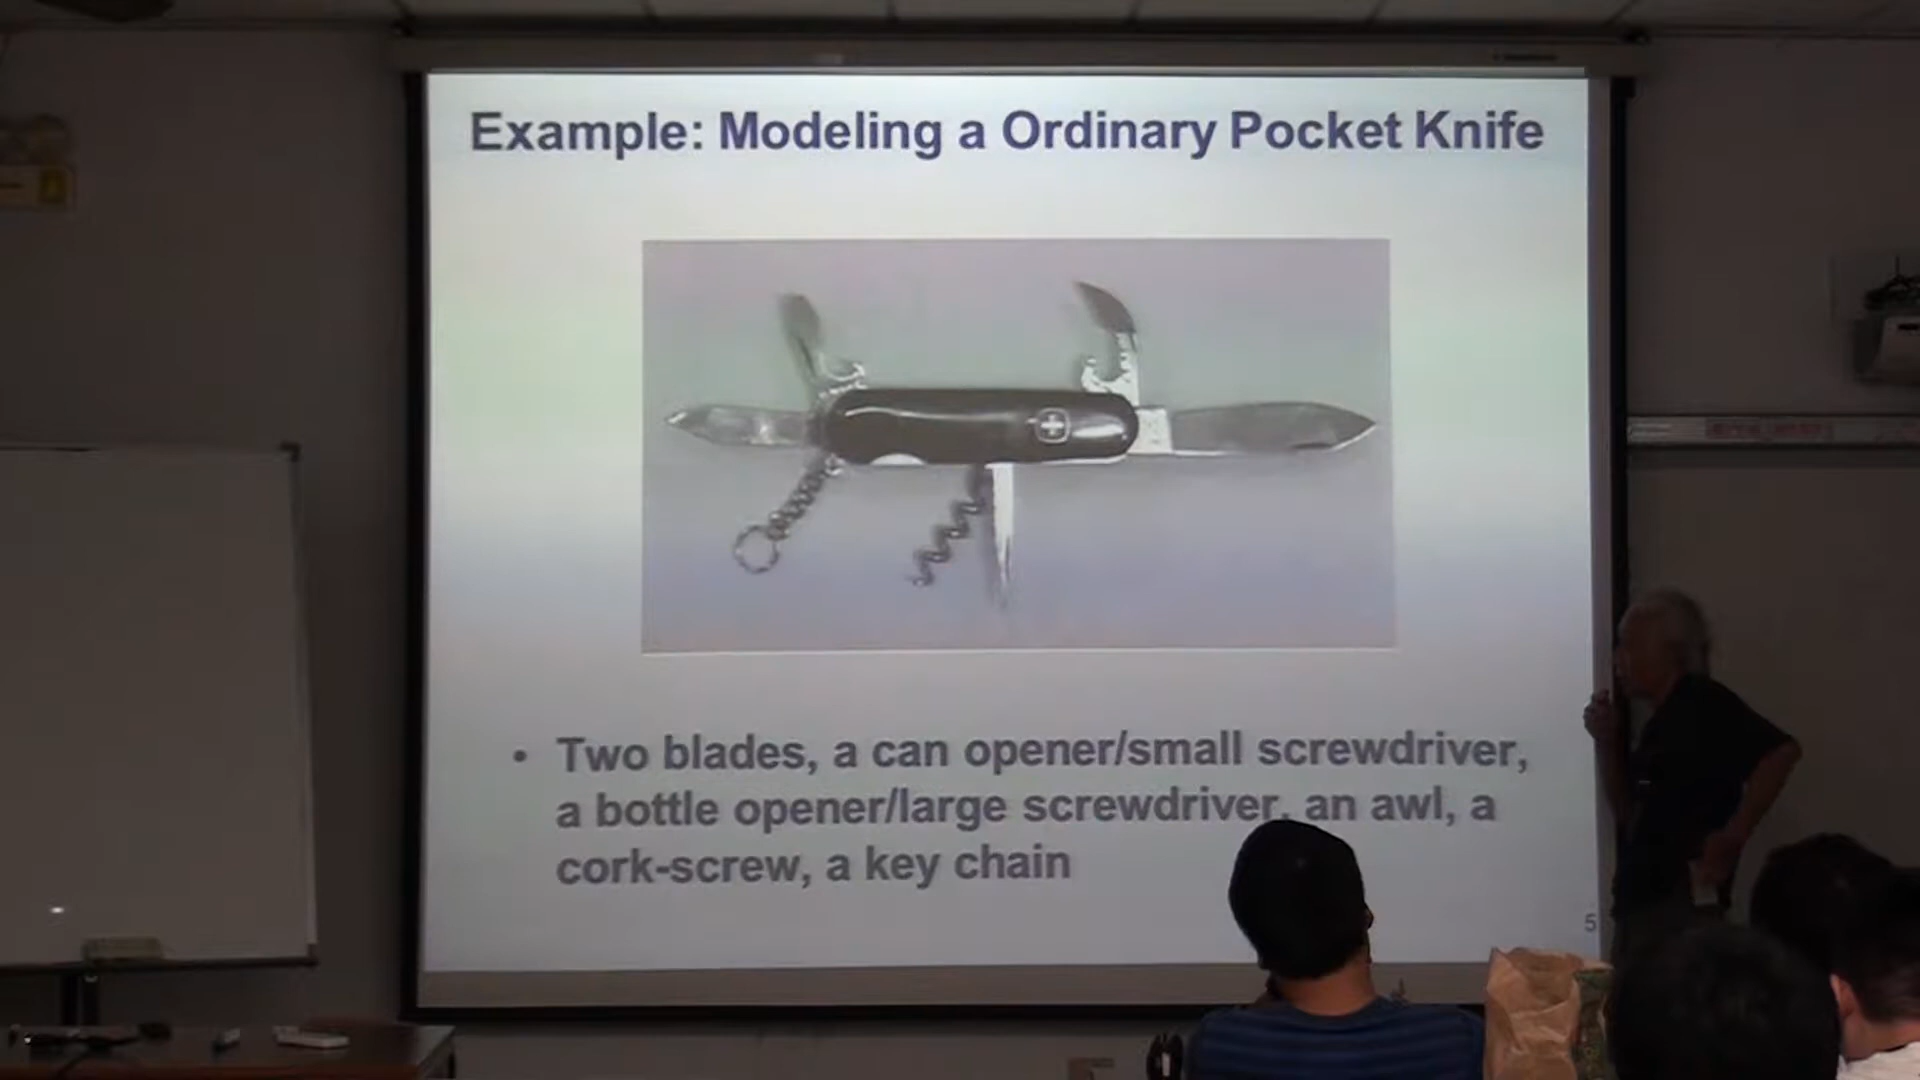 Example: Modeling a Ordinary Pocket Knife
• Two blades, a can opener/small screwdriver,
a bottle opener/large screwdriver, an awl, a
cork-screw, a key chain
5